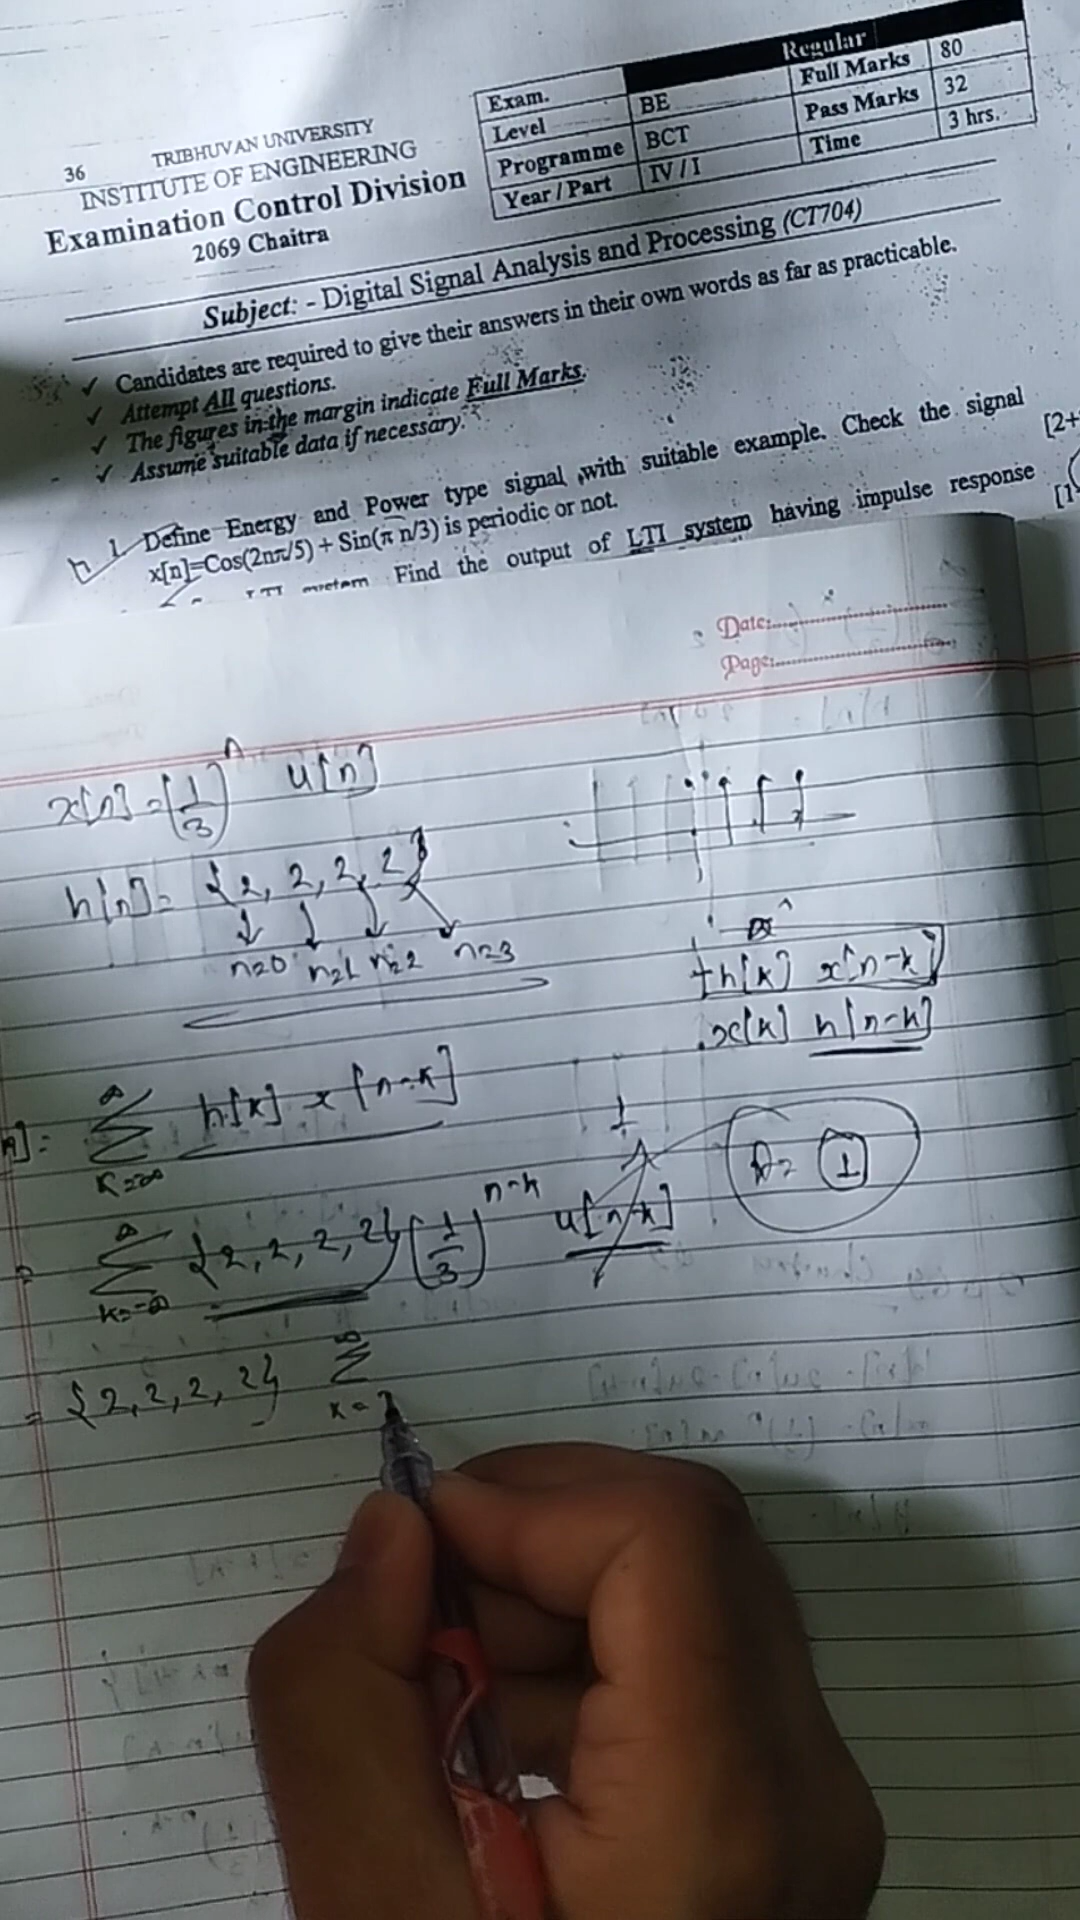 Regular
Exam.
Level BE Full Marks 80
Programme BCT Pass Marks 32
Year / Part IV / I Time 3 hrs.
36 TRIBHUVAN UNIVERSITY
INSTITUTE OF ENGINEERING
Examination Control Division
2069 Chaitra
Subject: - Digital Signal Analysis and Processing (CT704)
✓ Candidates are required to give their answers in their own words as far as practicable.
✓ Attempt All questions.
✓ The figures in the margin indicate Full Marks.
✓ Assume suitable data if necessary.
1. Define Energy and Power type signal with suitable example. Check the signal [2+
x[n]=Cos(2nπ/5) + Sin(π n/3) is periodic or not.
Find the output of LTI system having impulse response [1
Date:
Page:
x[n] = (1/3)^n u[n]
h[n] = {2, 2, 2, 2}
n=0 n=1 n=2 n=3
h[k] x[n-k]
x[k] h[n-k]
∑ h[k] x[n-k]
k=-∞
= ∑ {2, 2, 2, 2} (1/3)^n-k u[n-k]
k=-∞
= {2, 2, 2, 2} ∑
k=